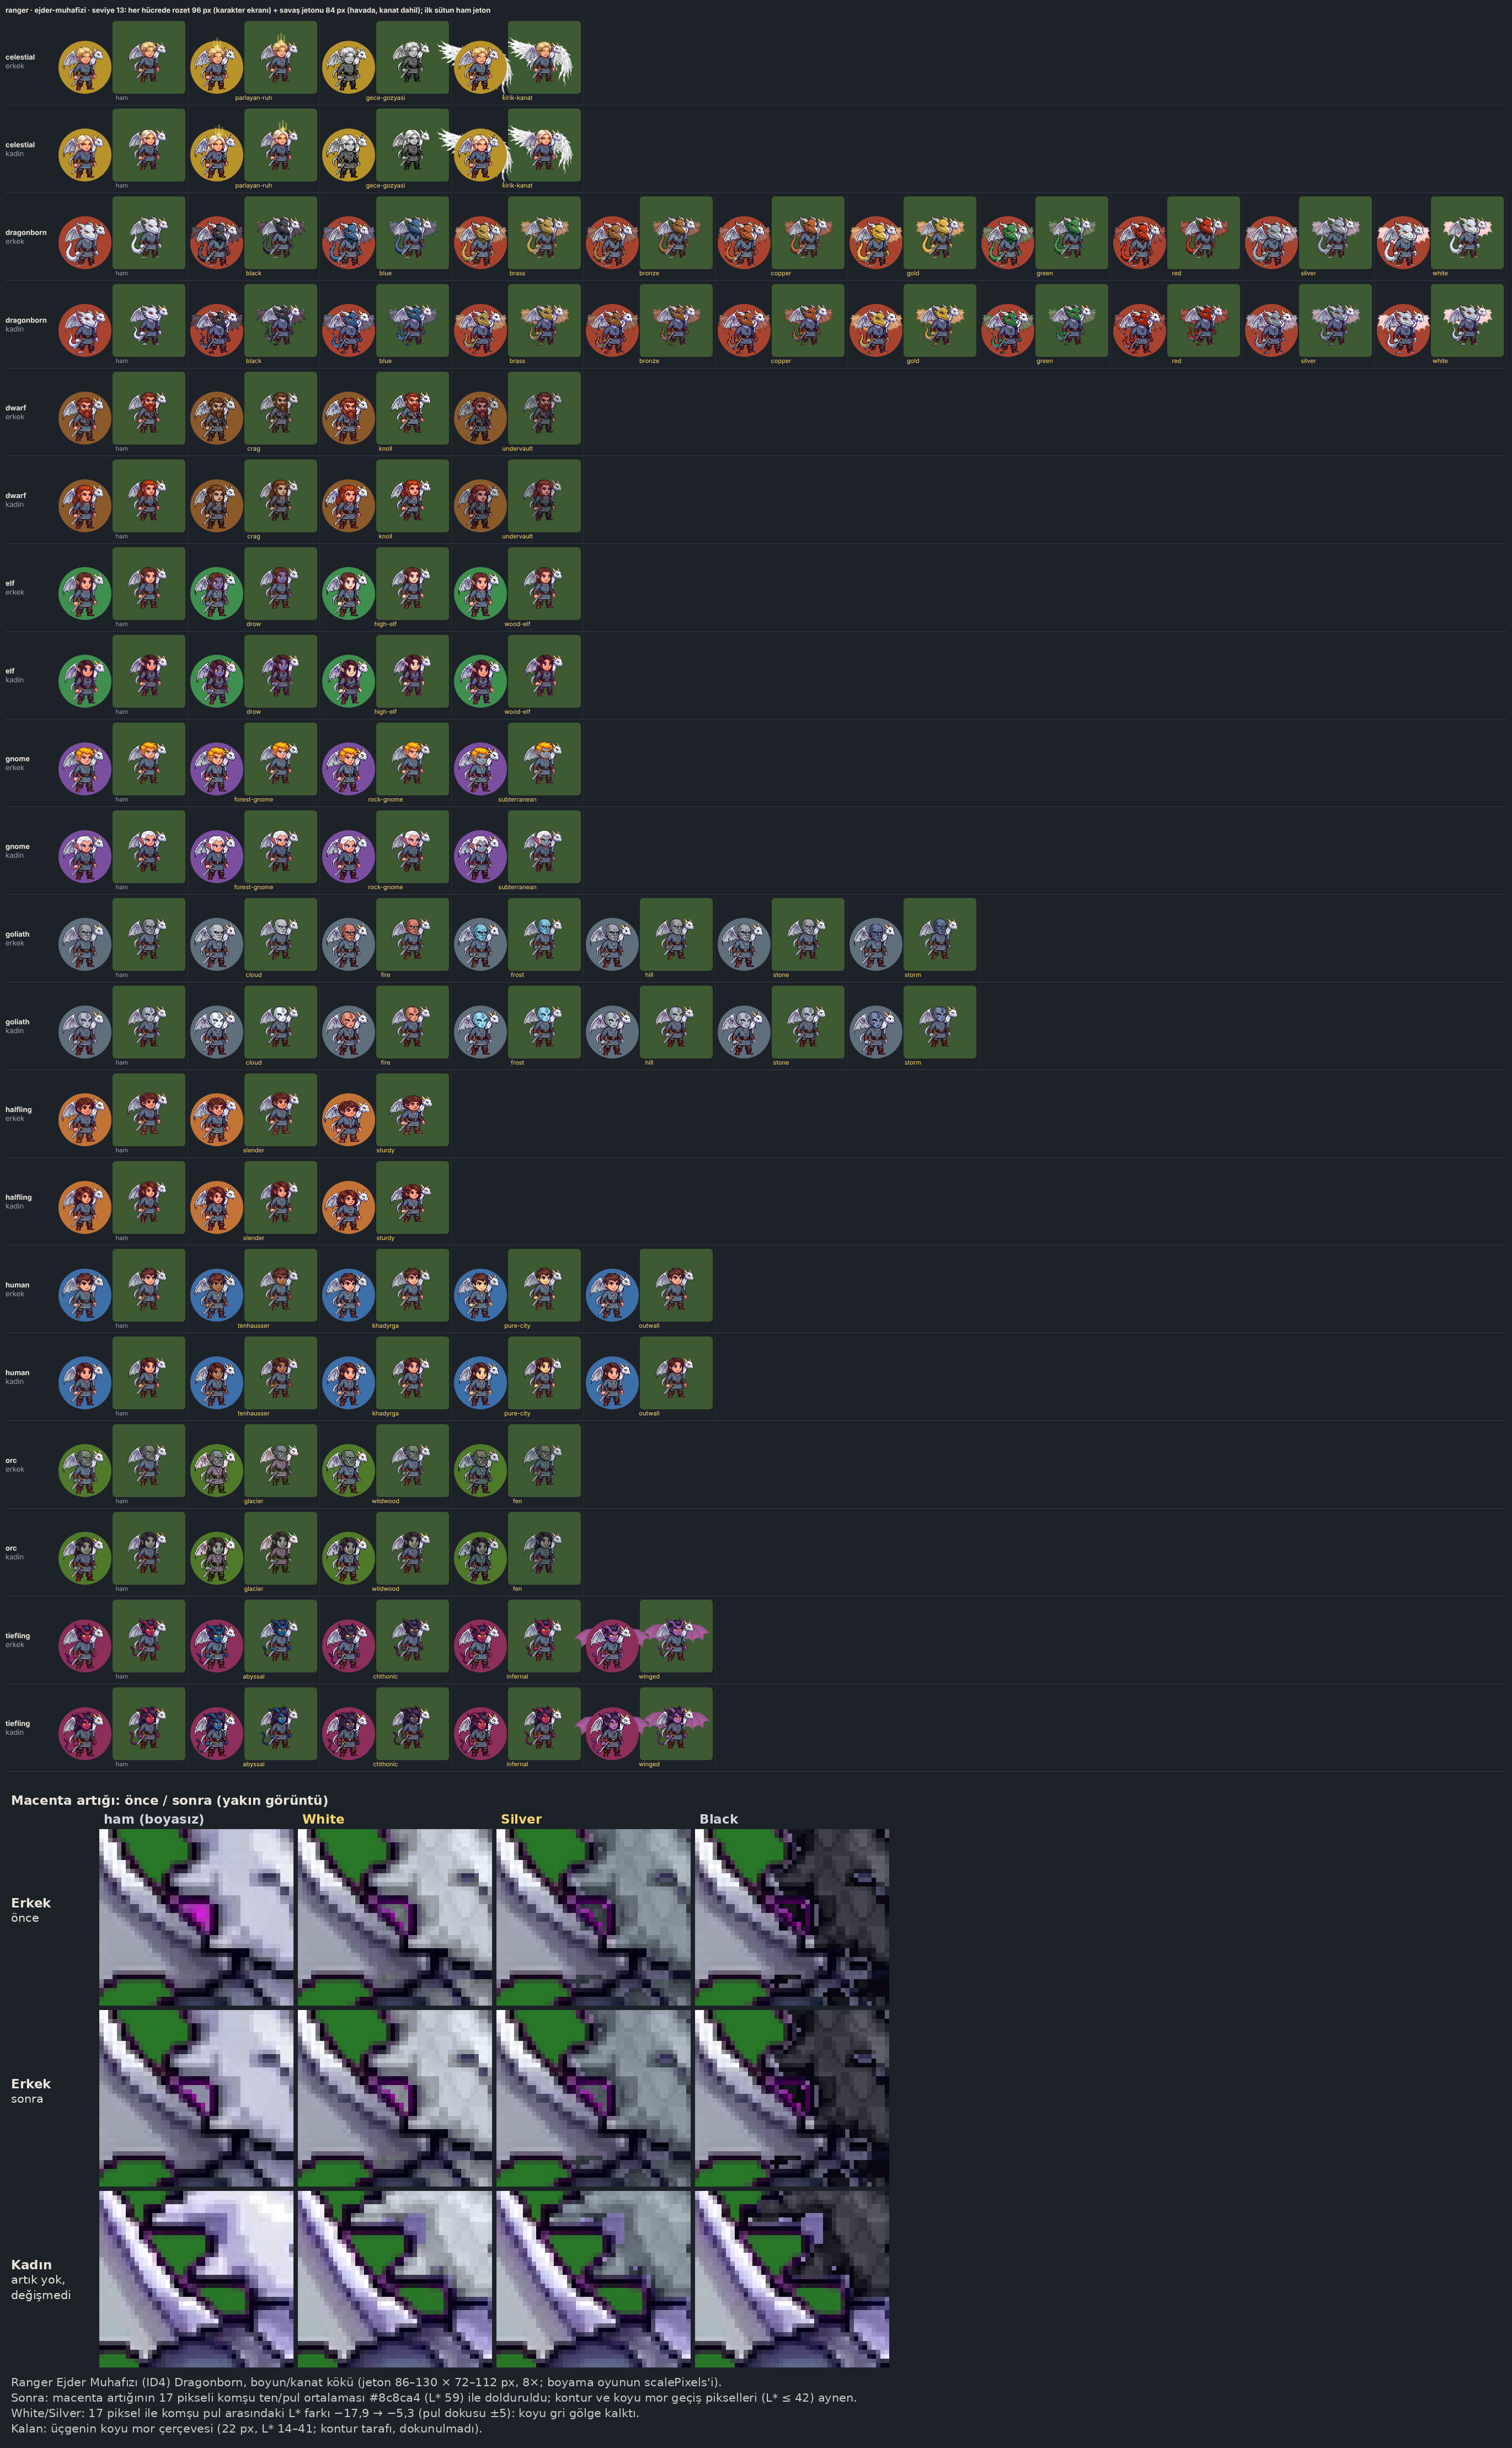 ranger · ejder-muhafizi · seviye 13: her hücrede rozet 96 px (karakter ekranı) + savaş jetonu 84 px (havada, kanat dahil); ilk sütun ham jeton
celestial
erkek
ham parlayan-ruh gece-gozyasi kirik-kanat
celestial
kadin
ham parlayan-ruh gece-gozyasi kirik-kanat
dragonborn
erkek
ham black blue brass bronze copper gold green red silver white
dragonborn
kadin
ham black blue brass bronze copper gold green red silver white
dwarf
erkek
ham crag knoll undervault
dwarf
kadin
ham crag knoll undervault
elf
erkek
ham drow high-elf wood-elf
elf
kadin
ham drow high-elf wood-elf
gnome
erkek
ham forest-gnome rock-gnome subterranean
gnome
kadin
ham forest-gnome rock-gnome subterranean
goliath
erkek
ham cloud fire frost hill stone storm
goliath
kadin
ham cloud fire frost hill stone storm
halfling
erkek
ham slender sturdy
halfling
kadin
ham slender sturdy
human
erkek
ham tenhausser khadyrga pure-city outwall
human
kadin
ham tenhausser khadyrga pure-city outwall
orc
erkek
ham glacier wildwood fen
orc
kadin
ham glacier wildwood fen
tiefling
erkek
ham abyssal chthonic infernal winged
tiefling
kadin
ham abyssal chthonic infernal winged
Macenta artığı: önce / sonra (yakın görüntü)
ham (boyasız) White Silver Black
Erkek
önce
Erkek
sonra
Kadın
artık yok,
değişmedi
Ranger Ejder Muhafızı (ID4) Dragonborn, boyun/kanat kökü (jeton 86–130 × 72–112 px, 8×; boyama oyunun scalePixels'i).
Sonra: macenta artığının 17 pikseli komşu ten/pul ortalaması #8c8ca4 (L* 59) ile dolduruldu; kontur ve koyu mor geçiş pikselleri (L* ≤ 42) aynen.
White/Silver: 17 piksel ile komşu pul arasındaki L* farkı −17,9 → −5,3 (pul dokusu ±5): koyu gri gölge kalktı.
Kalan: üçgenin koyu mor çerçevesi (22 px, L* 14–41; kontur tarafı, dokunulmadı).